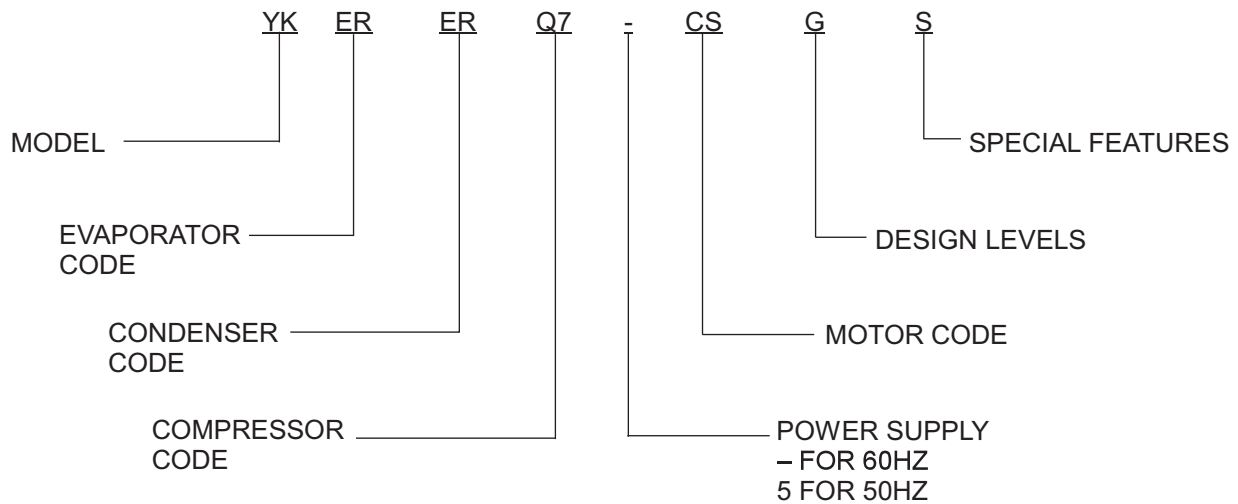 YK ER ER Q7 - CS G S
MODEL
SPECIAL FEATURES
EVAPORATOR
CODE
DESIGN LEVELS
CONDENSER
CODE
MOTOR CODE
COMPRESSOR
CODE
POWER SUPPLY
– FOR 60HZ
5 FOR 50HZ